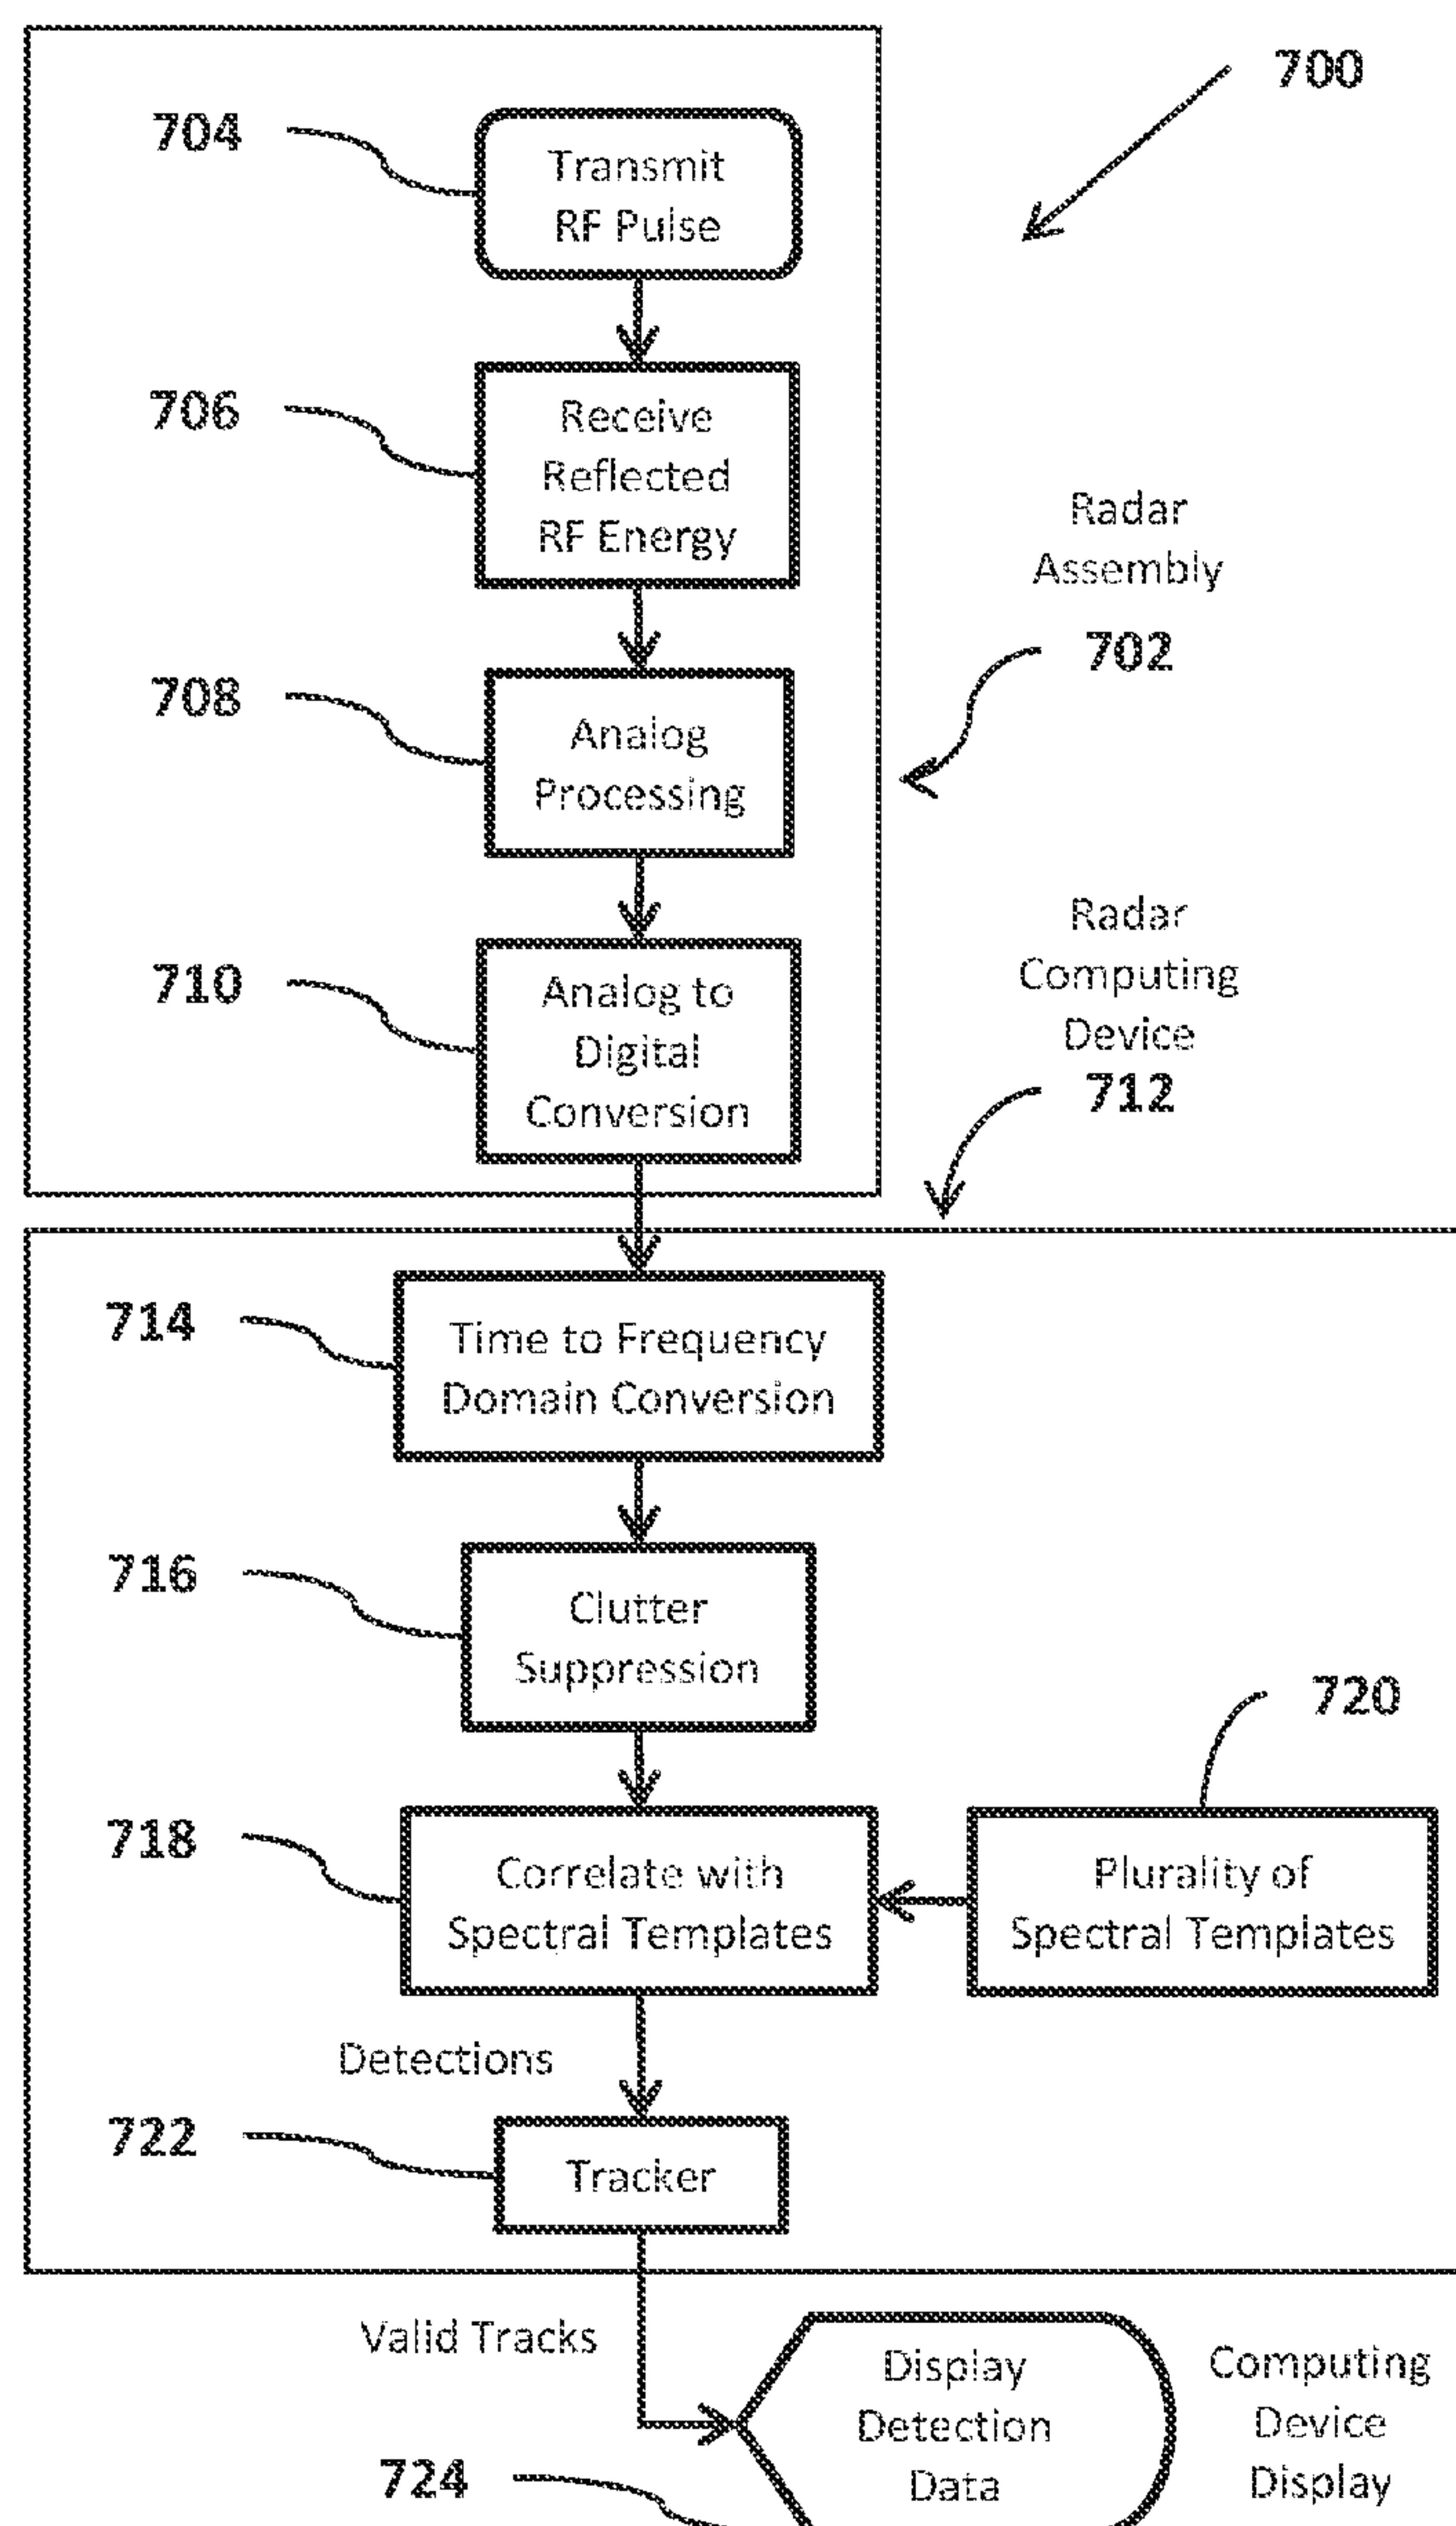 700
704
Transmit
RF Pulse
706
Receive
Reflected
RF Energy
Radar
Assembly
702
708
Analog
Processing
Radar
Computing
Device
712
710
Analog to
Digital
Conversion
714
Time to Frequency
Domain Conversion
716
Clutter
Suppression
720
718
Correlate with
Spectral Templates
Plurality of
Spectral Templates
Detections
722
Tracker
Valid Tracks
Display
Detection
Data
Computing
Device
Display
724